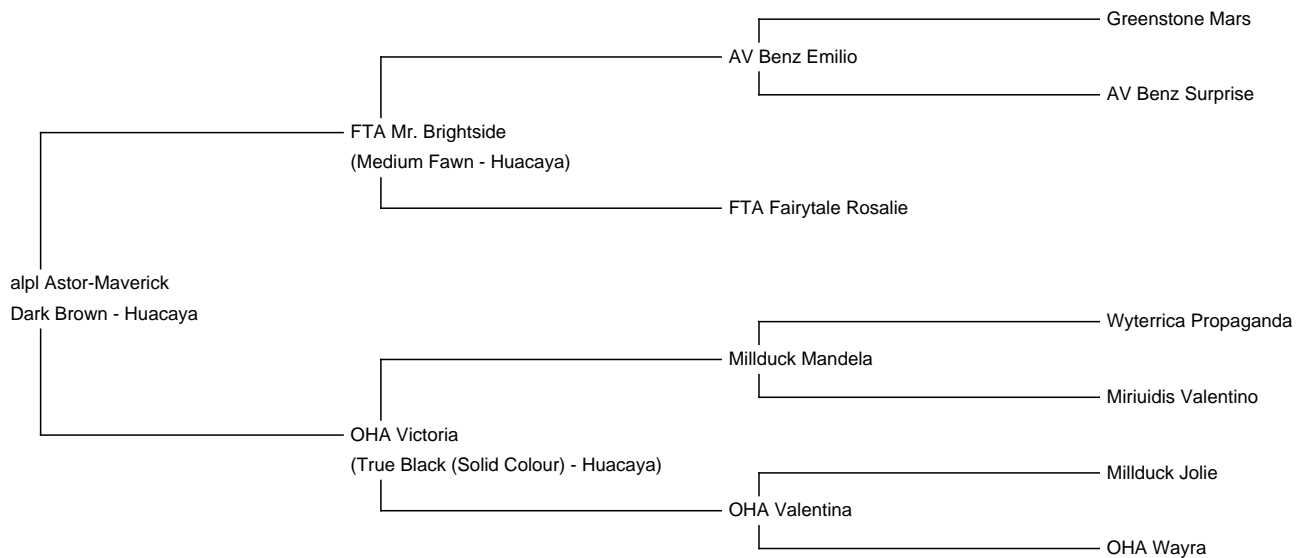 Greenstone Mars
AV Benz Emilio
AV Benz Surprise
FTA Mr. Brightside
(Medium Fawn - Huacaya)
FTA Fairytale Rosalie
alpl Astor-Maverick
Dark Brown - Huacaya
Wyterrica Propaganda
Millduck Mandela
Miriuidis Valentino
OHA Victoria
(True Black (Solid Colour) - Huacaya)
Millduck Jolie
OHA Valentina
OHA Wayra